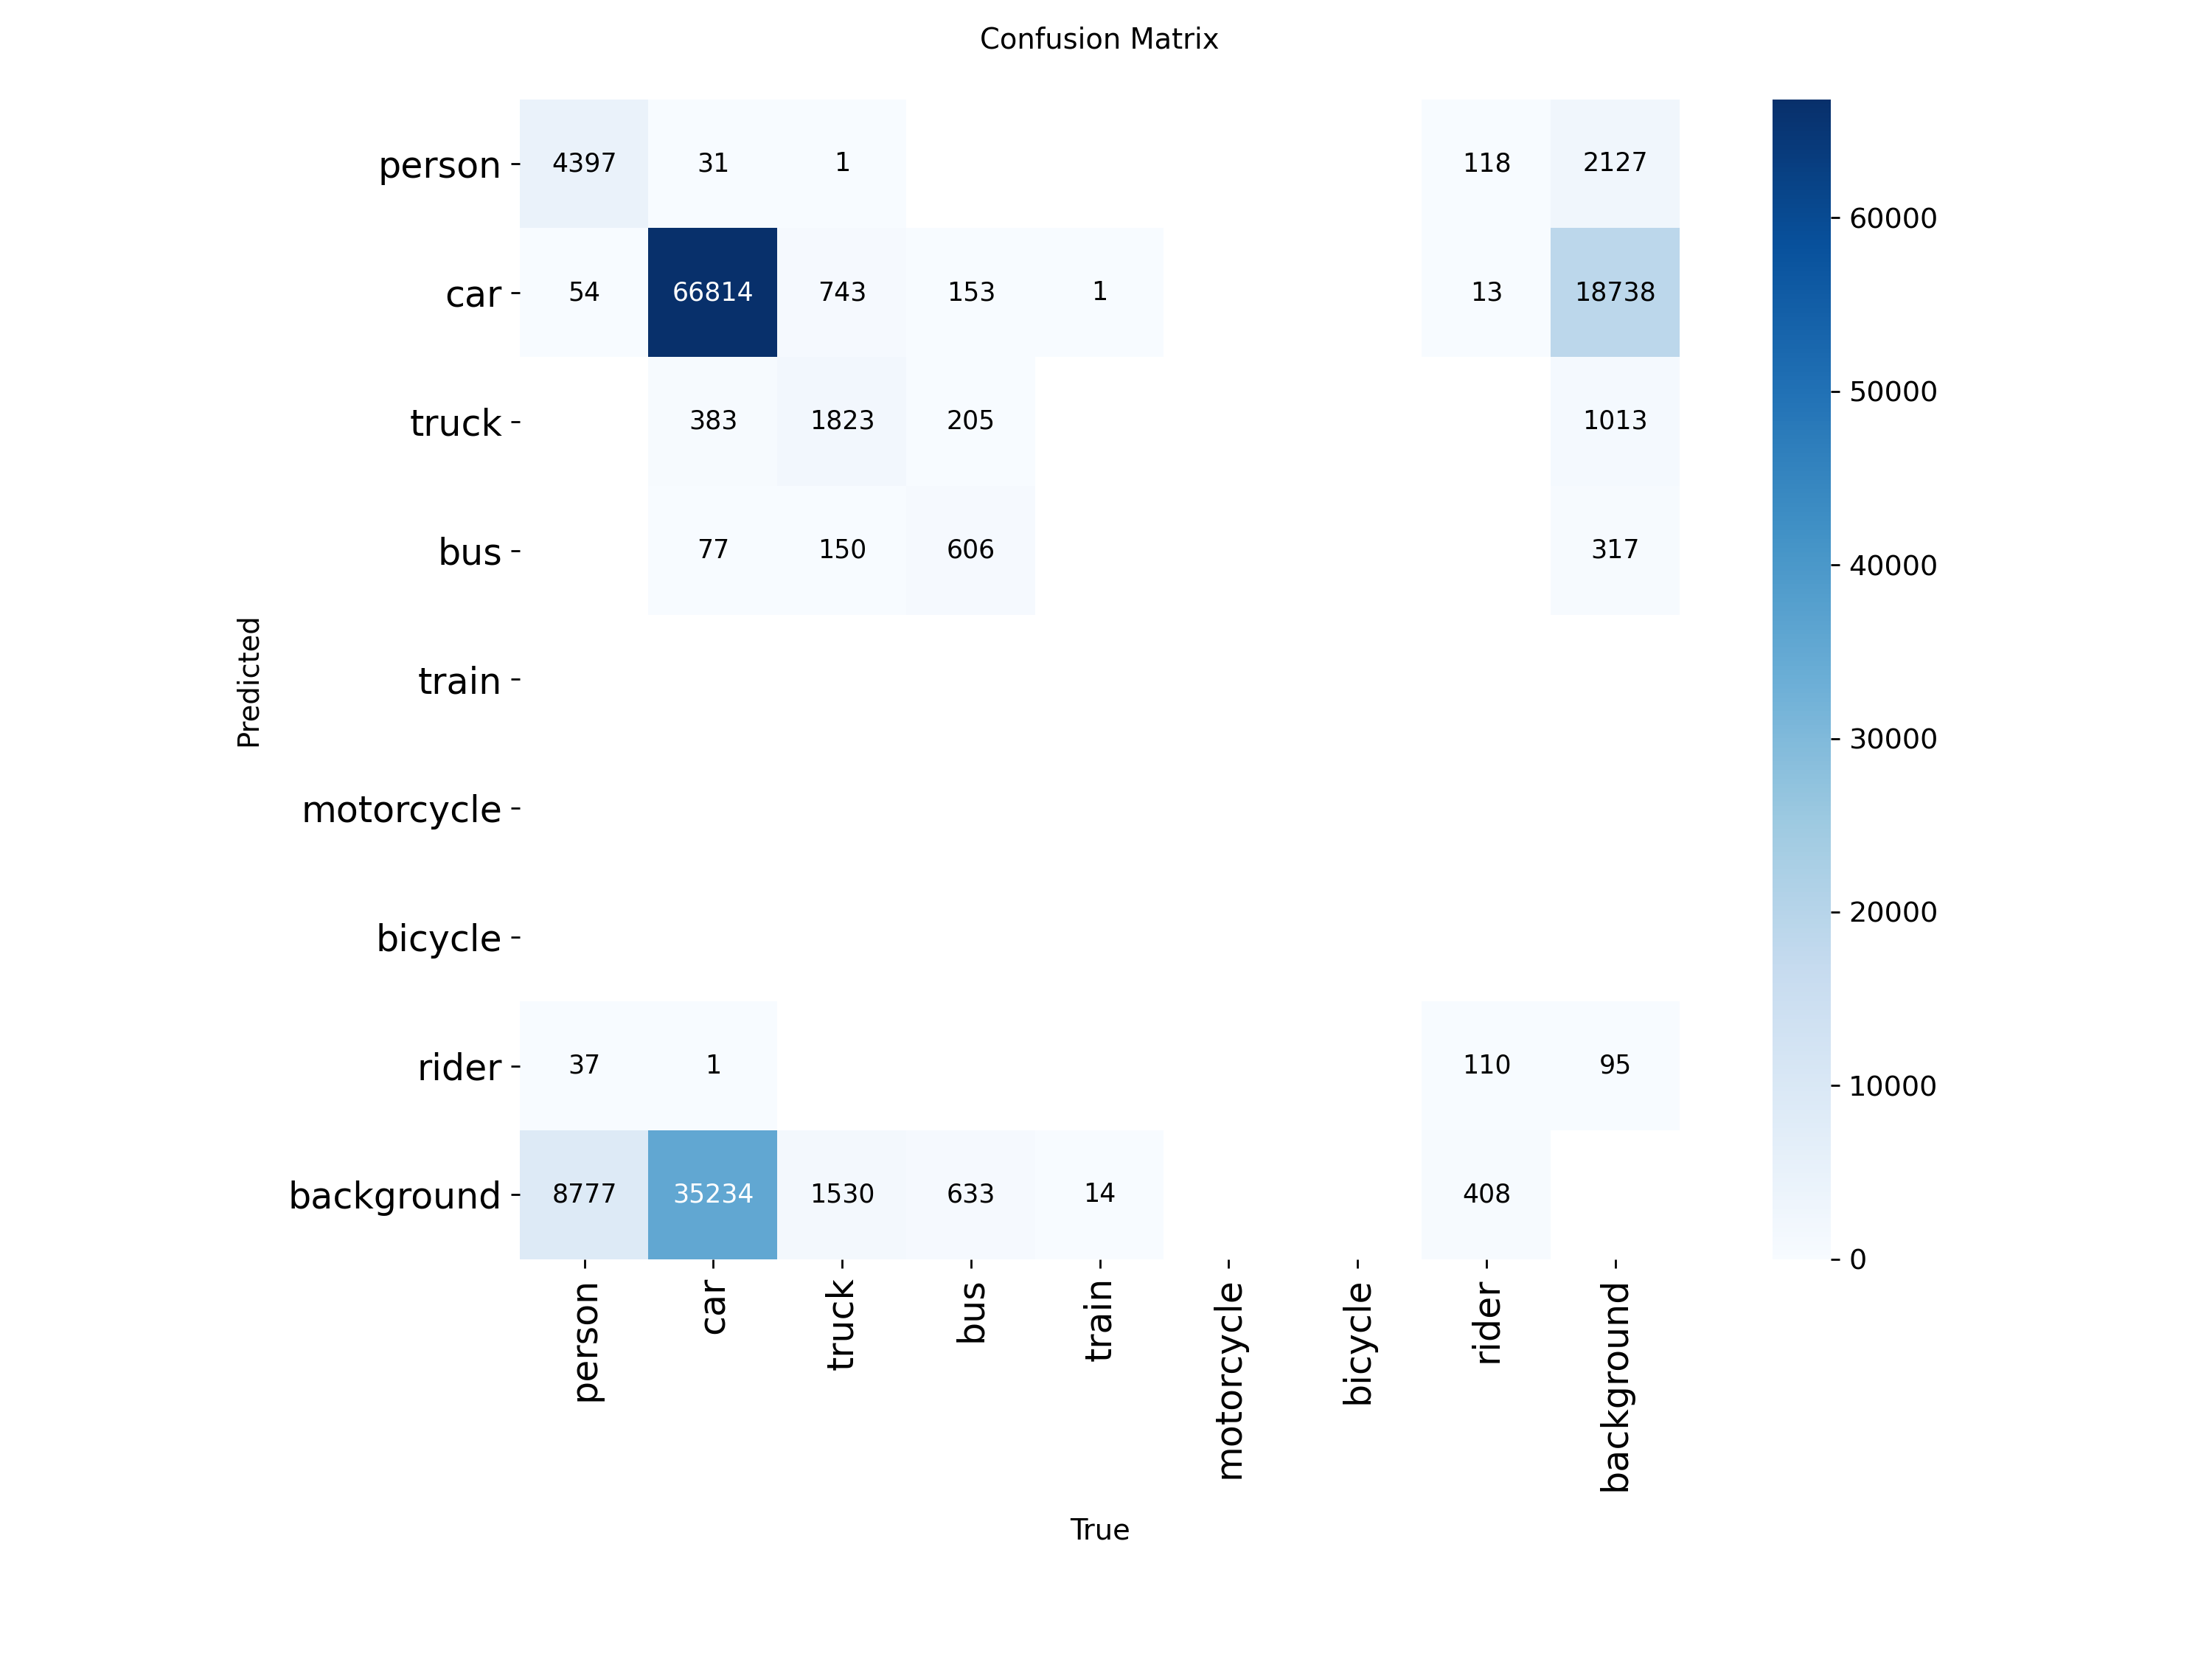 Confusion Matrix
person 4397 31 1 118 2127
car 54 66814 743 153 1 13 18738
truck 383 1823 205 1013
bus 77 150 606 317
train
motorcycle
bicycle
rider 37 1 110 95
background 8777 35234 1530 633 14 408
person car truck bus train motorcycle bicycle rider background
Predicted
True
60000
50000
40000
30000
20000
10000
0